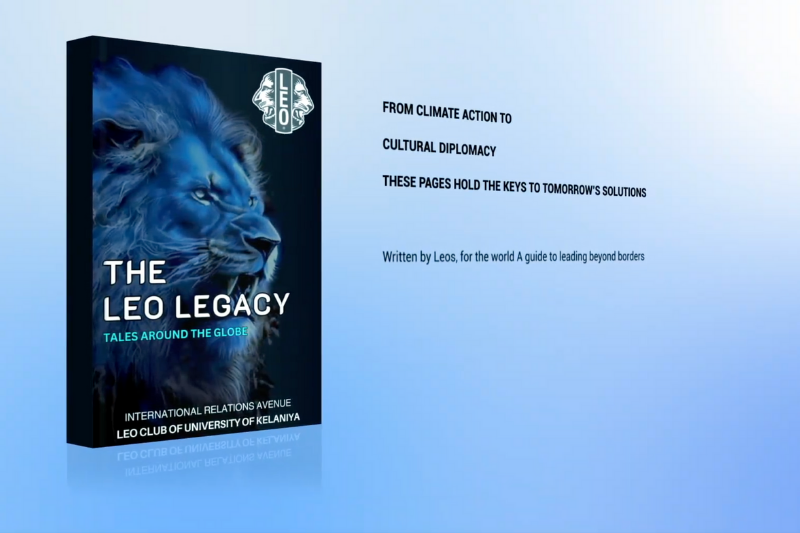 LEO
THE
LEO LEGACY
TALES AROUND THE GLOBE
INTERNATIONAL RELATIONS AVENUE
LEO CLUB OF UNIVERSITY OF KELANIYA
FROM CLIMATE ACTION TO
CULTURAL DIPLOMACY
THESE PAGES HOLD THE KEYS TO TOMORROW'S SOLUTIONS
Written by Leos, for the world A guide to leading beyond borders